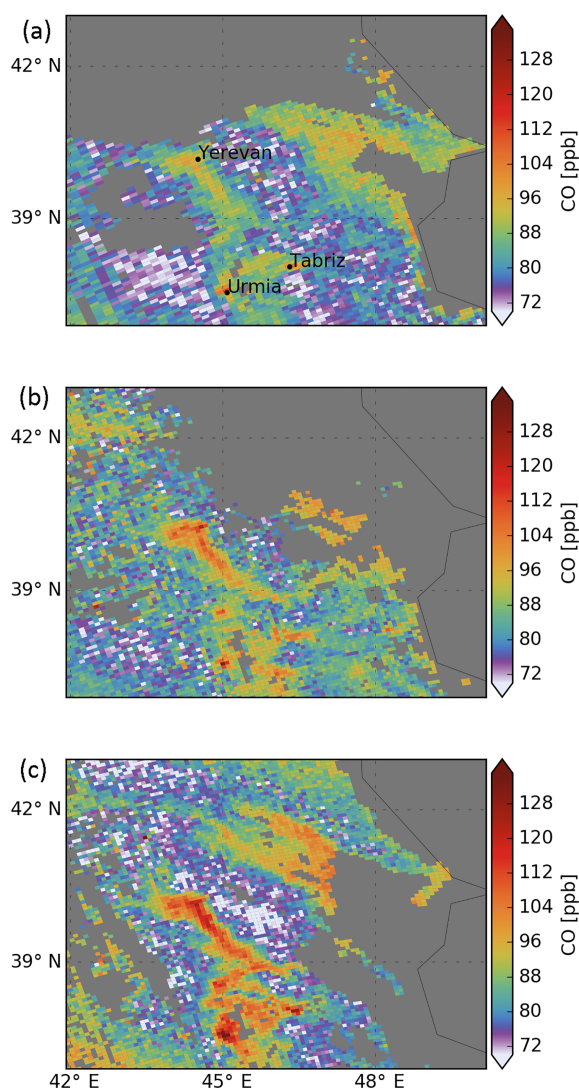 (a)
42° N
39° N
Yerevan
Tabriz
Urmia
128
120
112
104
96
88
80
72
CO [ppb]
(b)
42° N
39° N
128
120
112
104
96
88
80
72
CO [ppb]
(c)
42° N
39° N
42° E
45° E
48° E
128
120
112
104
96
88
80
72
CO [ppb]